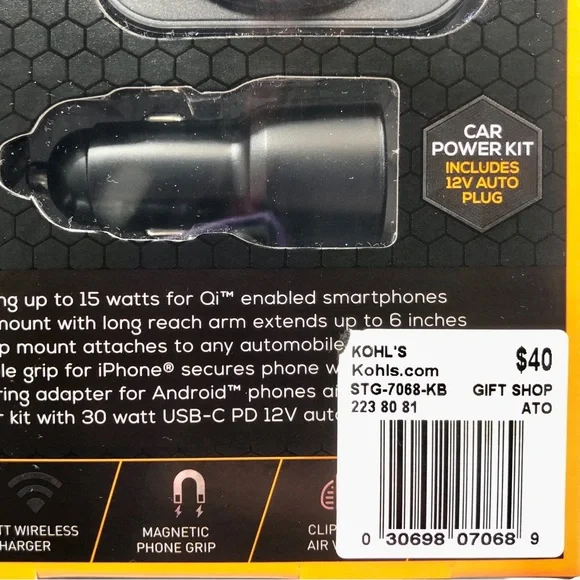 CAR
POWER KIT
INCLUDES
12V AUTO
PLUG
ng up to 15 watts for Qi™ enabled smartphones
mount with long reach arm extends up to 6 inches
p mount attaches to any automobile
le grip for iPhone® secures phone w
ring adapter for Android™ phones
kit with 30 watt USB-C PD 12V
KOHL'S
Kohls.com $40
STG-7068-KB GIFT SHOP
223 80 81 ATO
0 30698 07068 9
TT WIRELESS
HARGER
MAGNETIC
PHONE GRIP
CLIP
AIR V